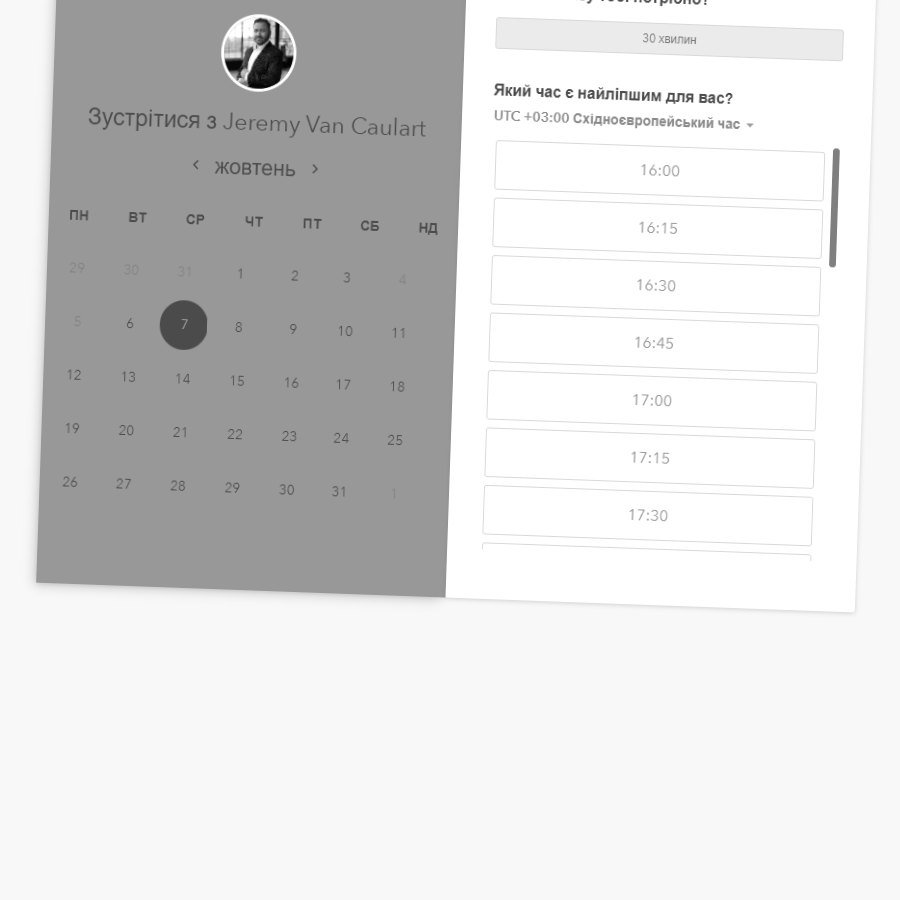 Зустрітися з Jeremy Van Caulart
жовтень
ПН ВТ СР ЧТ ПТ СБ НД
29 30 31 1 2 3 4
5 6 7 8 9 10 11
12 13 14 15 16 17 18
19 20 21 22 23 24 25
26 27 28 29 30 31 1
потрібно?
30 хвилин
Який час є найліпшим для вас?
UTC +03:00 Східноєвропейський час
16:00
16:15
16:30
16:45
17:00
17:15
17:30